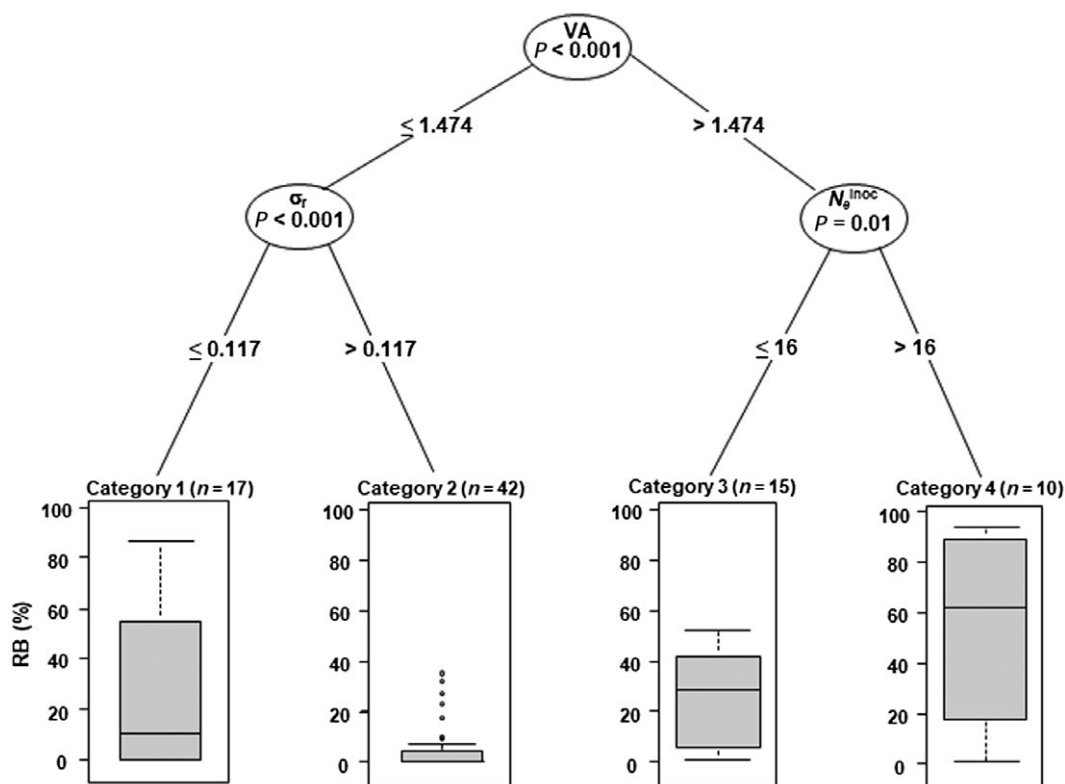 VA
P < 0.001
≤ 1.474
> 1.474
σr
P < 0.001
Nₑ^inoc
P = 0.01
≤ 0.117
> 0.117
≤ 16
> 16
Category 1 (n = 17)
Category 2 (n = 42)
Category 3 (n = 15)
Category 4 (n = 10)
RB (%)
100
80
60
40
20
0
100
80
60
40
20
0
100
80
60
40
20
0
100
80
60
40
20
0